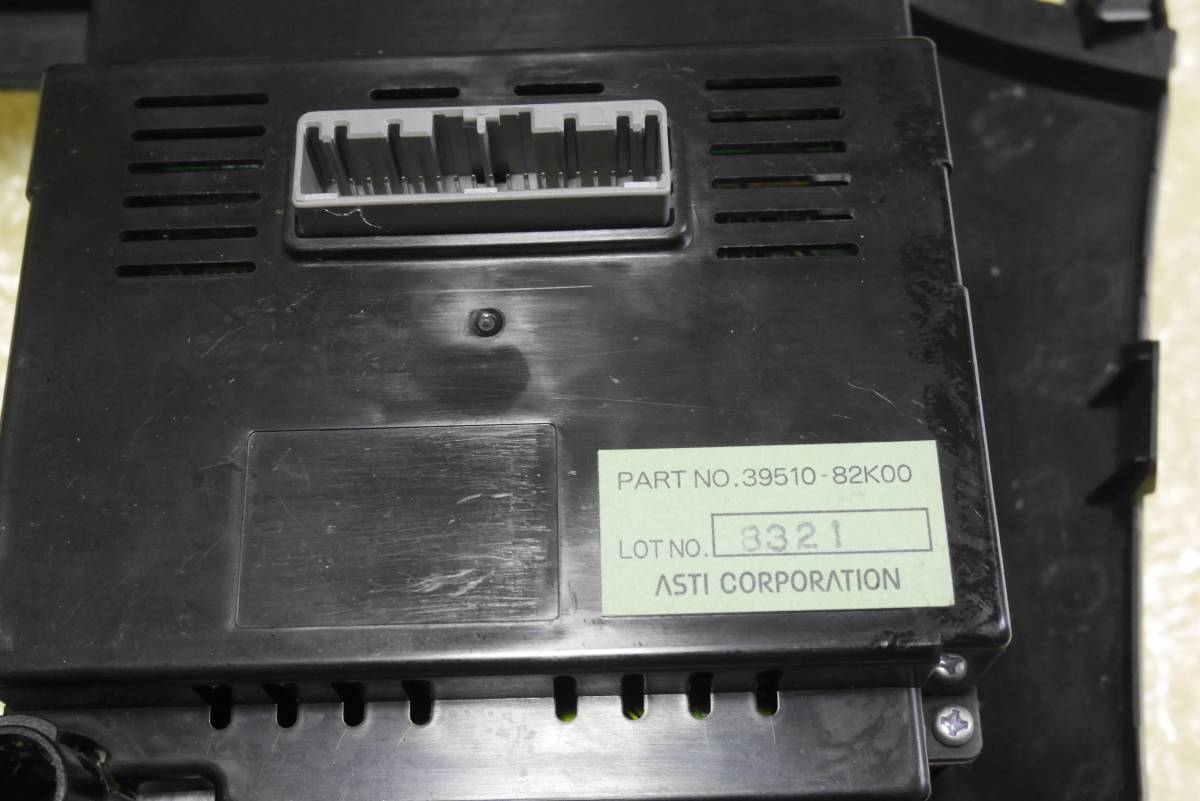 PART NO.39510-82K00
LOT NO. 8321
ASTI CORPORATION